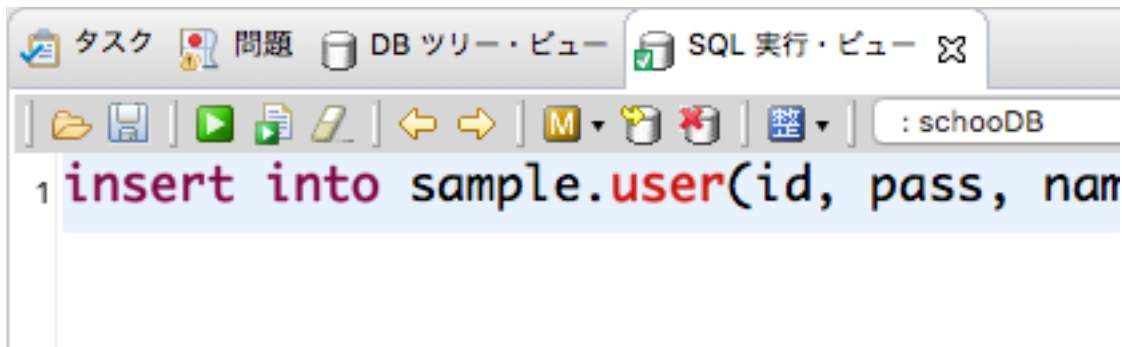 タスク 問題 DB ツリー・ビュー SQL 実行・ビュー
M 整 : schooDB
1 insert into sample.user(id, pass, nam